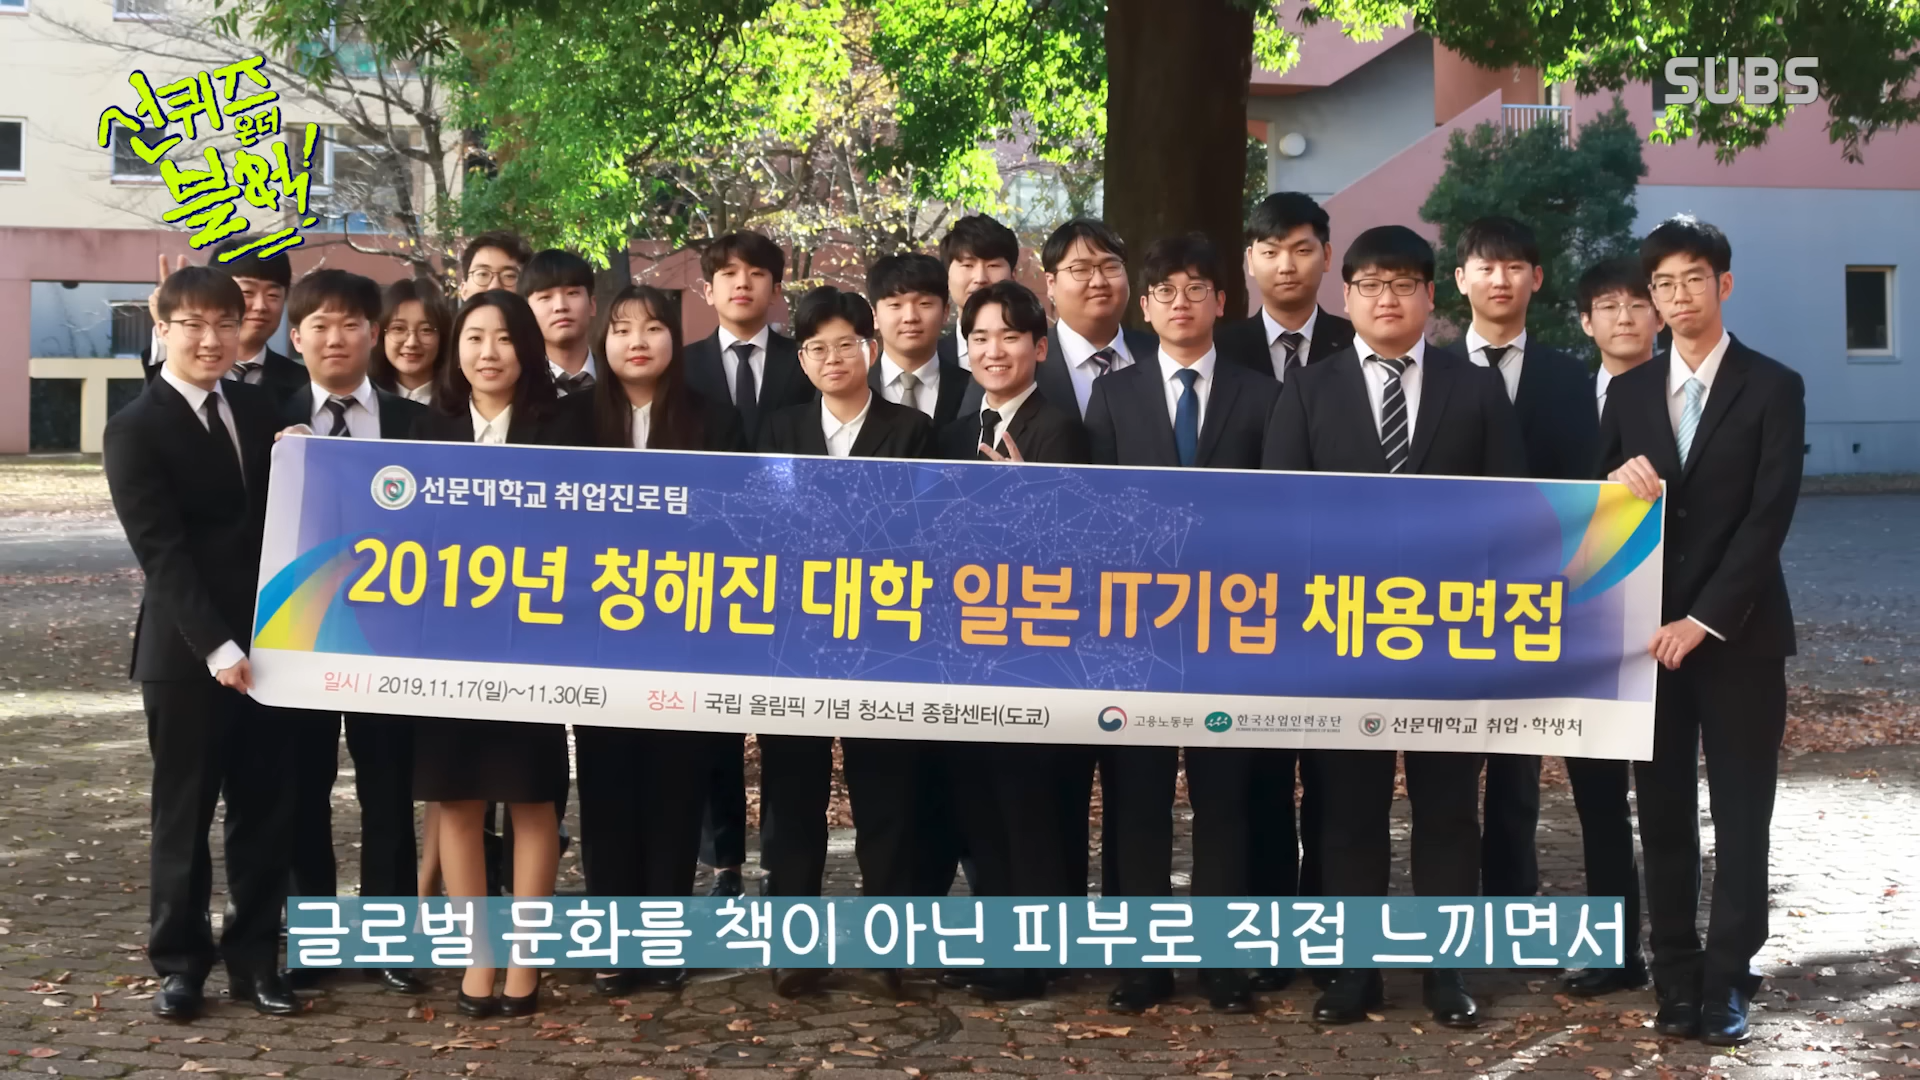 선퀴즈
온더
블럭!
SUBS
선문대학교 취업진로팀
2019년 청해진 대학 일본 IT기업 채용면접
일시 | 2019.11.17(일)~11.30(토) 장소 | 국립 올림픽 기념 청소년 종합센터(도쿄)
고용노동부 한국산업인력공단 선문대학교 취업·학생처
글로벌 문화를 책이 아닌 피부로 직접 느끼면서